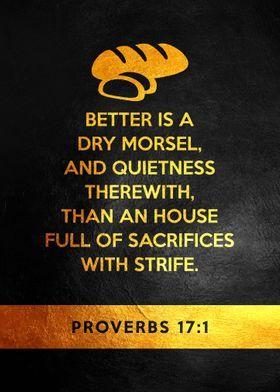 BETTER IS A
DRY MORSEL,
AND QUIETNESS
THEREWITH,
THAN AN HOUSE
FULL OF SACRIFICES
WITH STRIFE.
PROVERBS 17:1